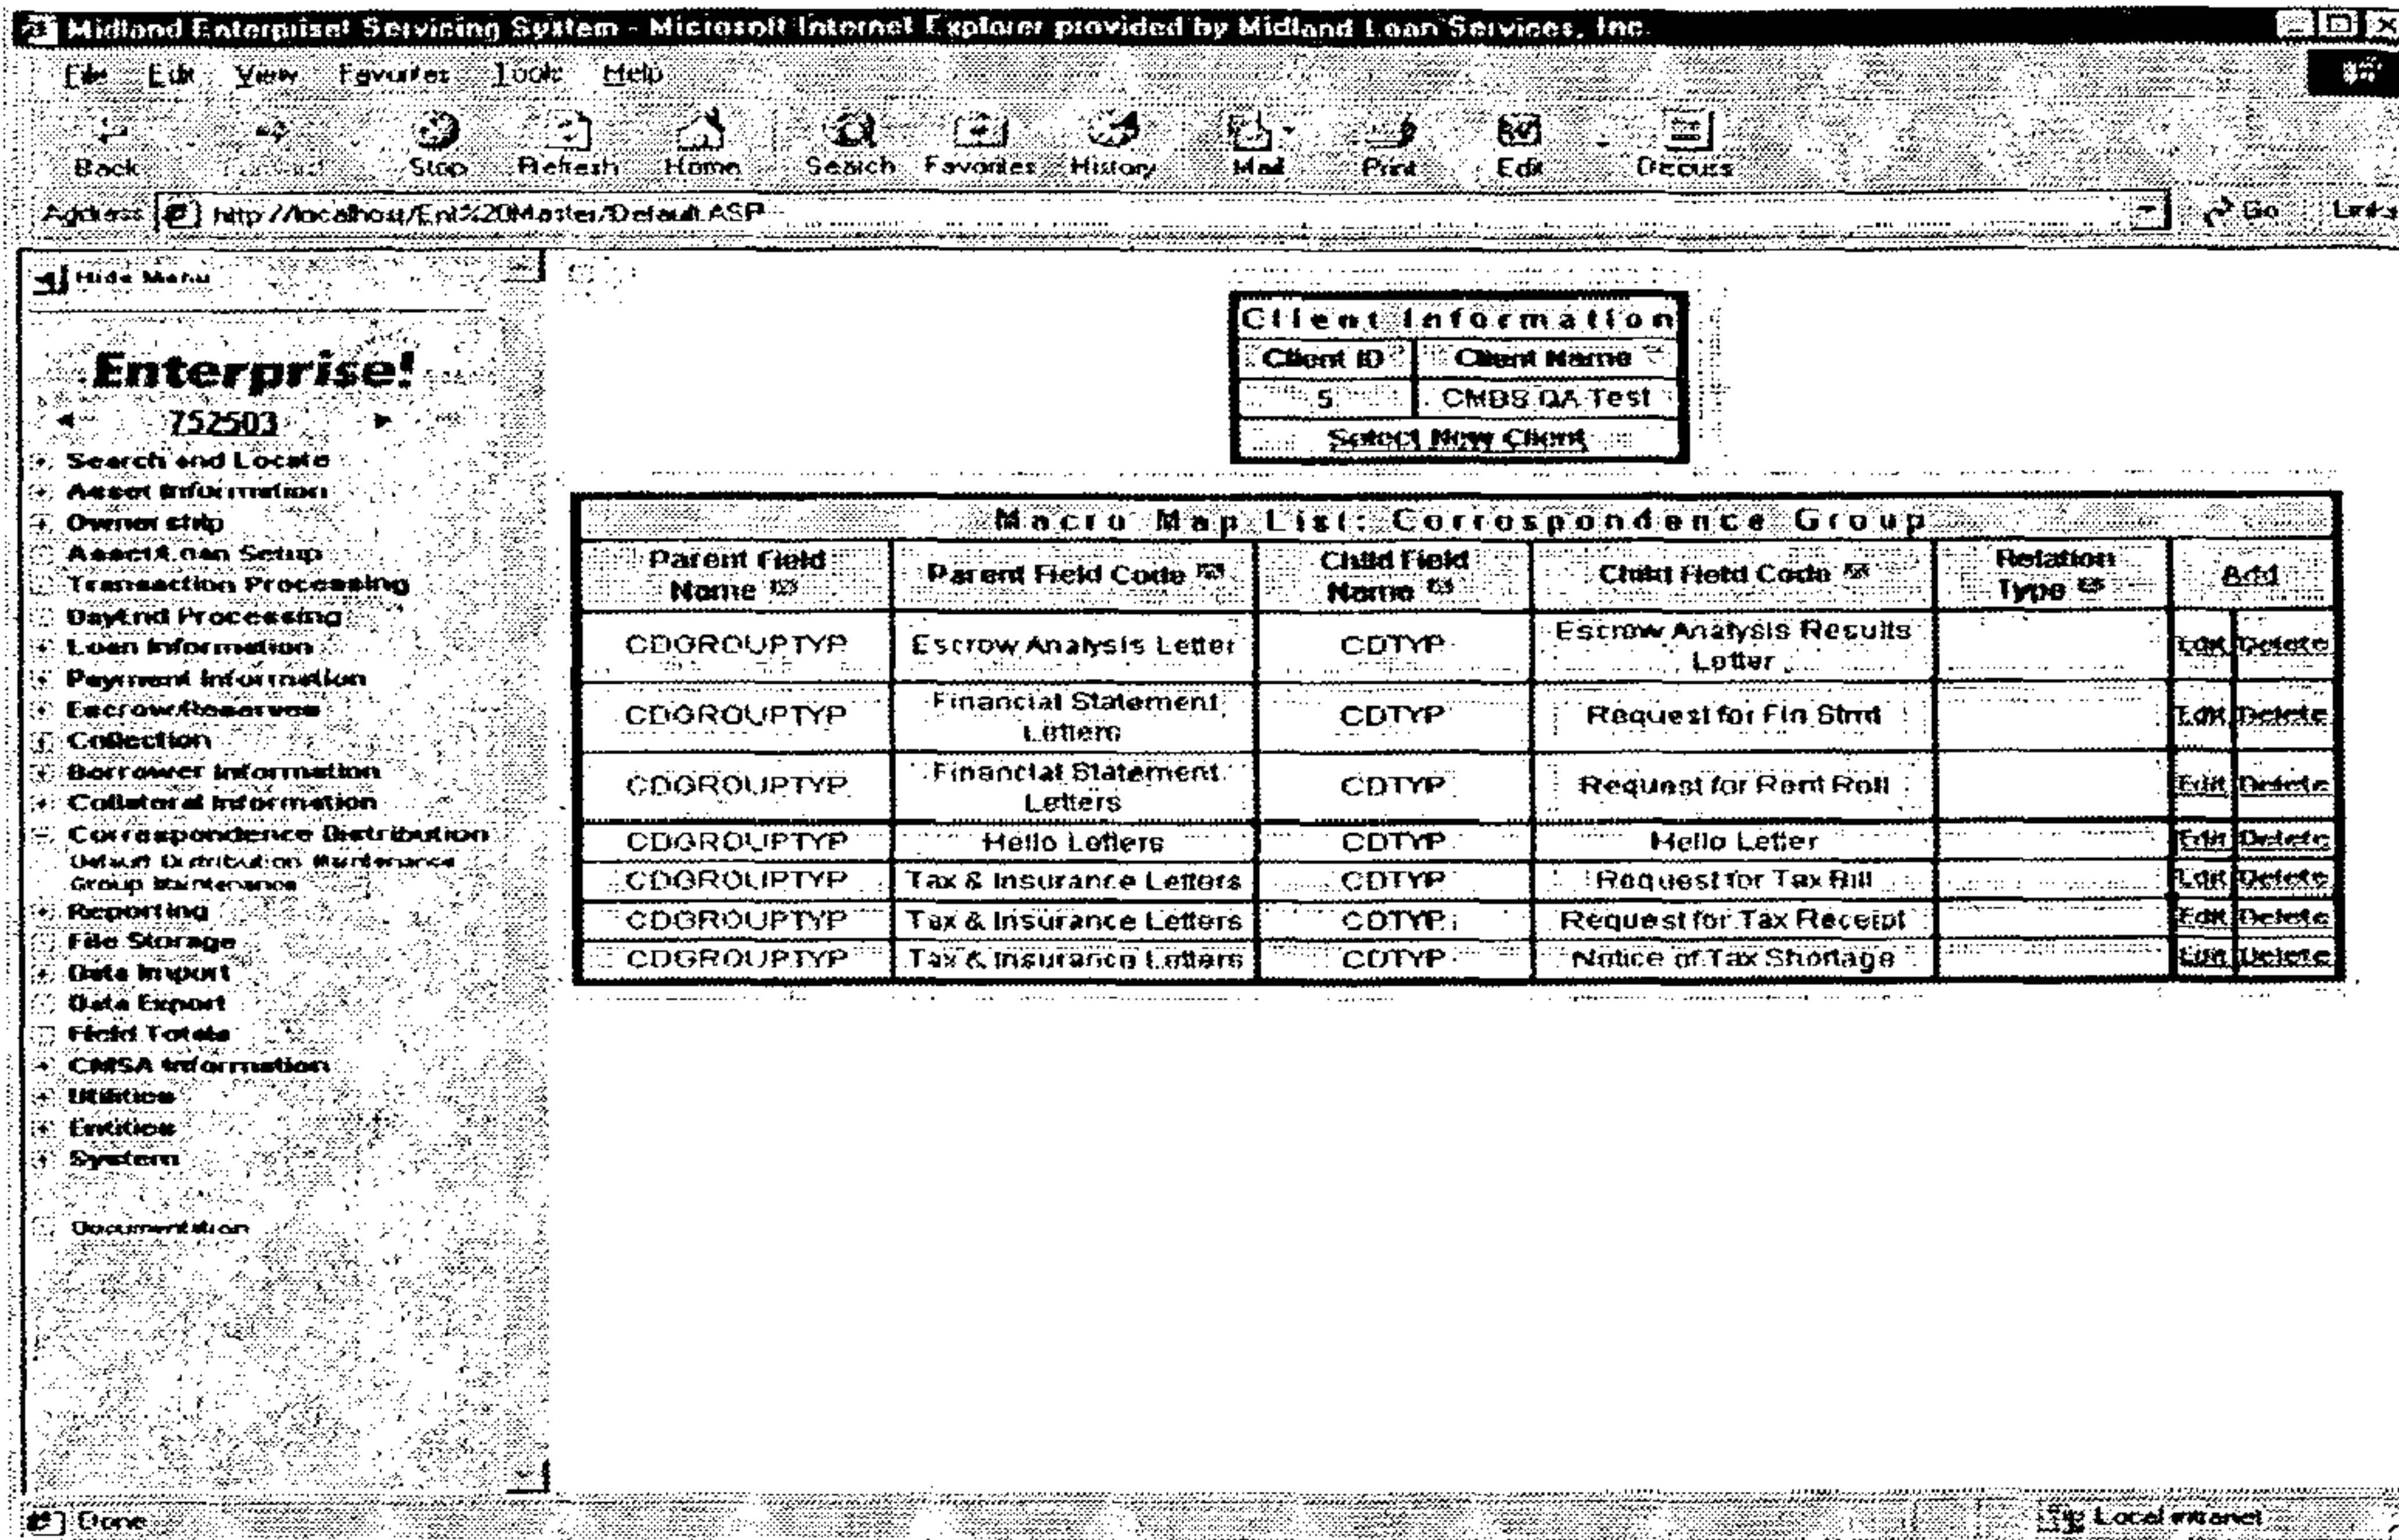 Midland Enterprise! Servicing System - Microsoft Internet Explorer provided by Midland Loan Services, Inc.
File Edit View Favorites Tools Help
Back Forward Stop Refresh Home Search Favorites History Mail Print Edit Discuss
Address http://localhost/Ent%20Master/Default.ASP Go Links
Hide Menu
Enterprise!
752503
Search and Locate
Asset Information
Ownership
Asset/Loan Setup
Transaction Processing
DayEnd Processing
Loan Information
Payment Information
Escrow/Reserves
Collection
Borrower Information
Collateral Information
Correspondence Distribution
Default Distribution Maintenance
Group Maintenance
Reporting
File Storage
Data Import
Data Export
Field Totals
CMSA Information
Utilities
Entities
System
Documentation
Client Information
Client ID Client Name
5 CMBS QA Test
Select New Client
Macro Map List: Correspondence Group
Parent Field Name Parent Field Code Child Field Name Child Field Code Relation Type Add
CDGROUPTYP Escrow Analysis Letter CDTYP Escrow Analysis Results Letter Edit Delete
CDGROUPTYP Financial Statement Letters CDTYP Request for Fin Stmt Edit Delete
CDGROUPTYP Financial Statement Letters CDTYP Request for Rent Roll Edit Delete
CDGROUPTYP Hello Letters CDTYP Hello Letter Edit Delete
CDGROUPTYP Tax & Insurance Letters CDTYP Request for Tax Bill Edit Delete
CDGROUPTYP Tax & Insurance Letters CDTYP Request for Tax Receipt Edit Delete
CDGROUPTYP Tax & Insurance Letters CDTYP Notice of Tax Shortage Edit Delete
Done Local intranet